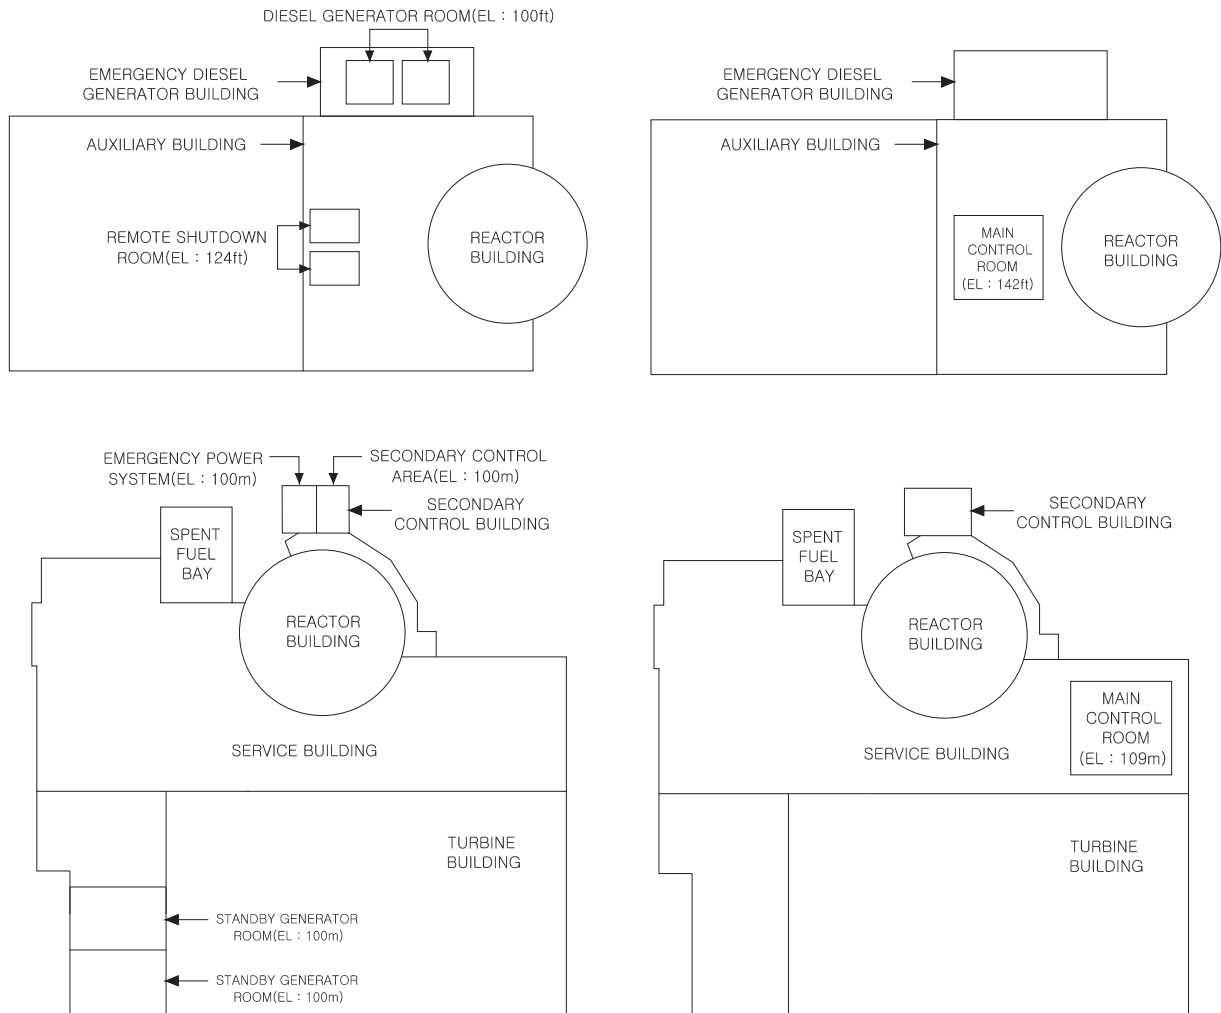 DIESEL GENERATOR ROOM(EL : 100ft)
EMERGENCY DIESEL
GENERATOR BUILDING
AUXILIARY BUILDING
REMOTE SHUTDOWN
ROOM(EL : 124ft)
REACTOR
BUILDING
EMERGENCY DIESEL
GENERATOR BUILDING
AUXILIARY BUILDING
MAIN
CONTROL
ROOM
(EL : 142ft)
REACTOR
BUILDING
EMERGENCY POWER
SYSTEM(EL : 100m)
SECONDARY CONTROL
AREA(EL : 100m)
SECONDARY
CONTROL BUILDING
SPENT
FUEL
BAY
REACTOR
BUILDING
SERVICE BUILDING
TURBINE
BUILDING
STANDBY GENERATOR
ROOM(EL : 100m)
STANDBY GENERATOR
ROOM(EL : 100m)
SECONDARY
CONTROL BUILDING
SPENT
FUEL
BAY
REACTOR
BUILDING
MAIN
CONTROL
ROOM
(EL : 109m)
SERVICE BUILDING
TURBINE
BUILDING